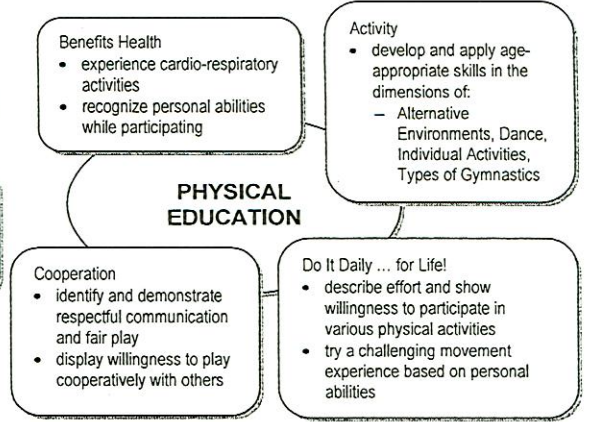 Benefits Health
• experience cardio-respiratory
activities
• recognize personal abilities
while participating
Activity
• develop and apply age-
appropriate skills in the
dimensions of:
– Alternative
Environments, Dance,
Individual Activities,
Types of Gymnastics
PHYSICAL
EDUCATION
Cooperation
• identify and demonstrate
respectful communication
and fair play
• display willingness to play
cooperatively with others
Do It Daily ... for Life!
• describe effort and show
willingness to participate in
various physical activities
• try a challenging movement
experience based on personal
abilities